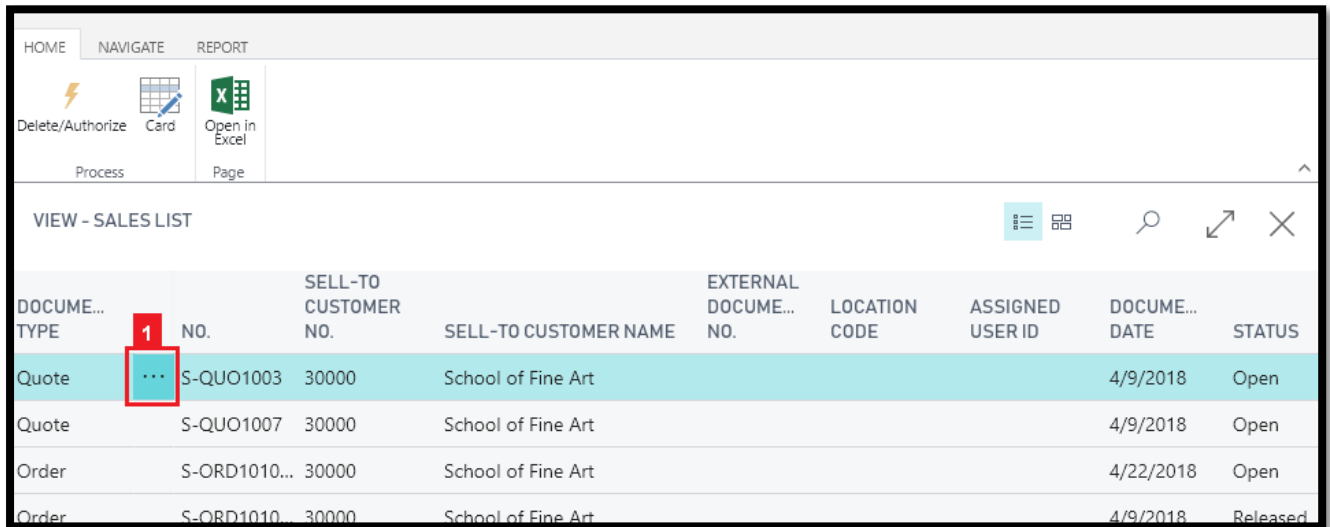 HOME NAVIGATE REPORT
Delete/Authorize Card Open in
Excel
Process Page
VIEW - SALES LIST
SELL-TO EXTERNAL
DOCUME... CUSTOMER DOCUME... LOCATION ASSIGNED DOCUME...
TYPE 1 NO. NO. SELL-TO CUSTOMER NAME NO. CODE USER ID DATE STATUS
Quote ... S-QUO1003 30000 School of Fine Art 4/9/2018 Open
Quote S-QUO1007 30000 School of Fine Art 4/9/2018 Open
Order S-ORD1010... 30000 School of Fine Art 4/22/2018 Open
Order S-ORD1010... 30000 School of Fine Art 4/9/2018 Released